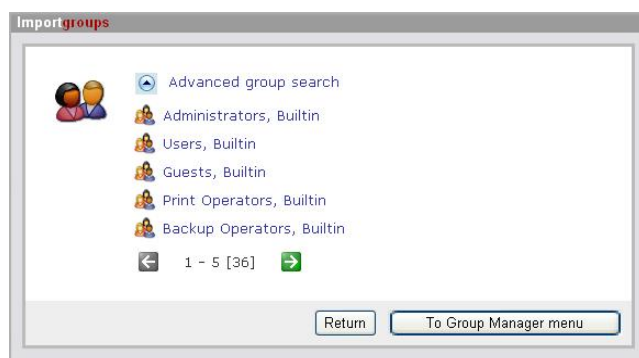 Importgroups
Advanced group search
Administrators, Builtin
Users, Builtin
Guests, Builtin
Print Operators, Builtin
Backup Operators, Builtin
1 - 5 [36]
Return To Group Manager menu